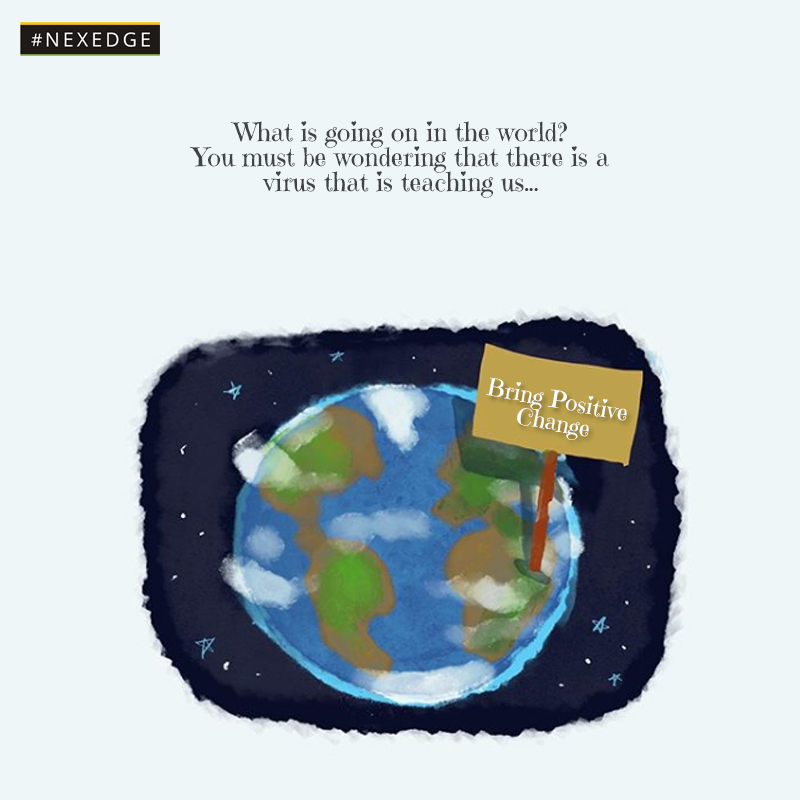 #NEXEDGE
What is going on in the world?
You must be wondering that there is a
virus that is teaching us...
Bring Positive
Change